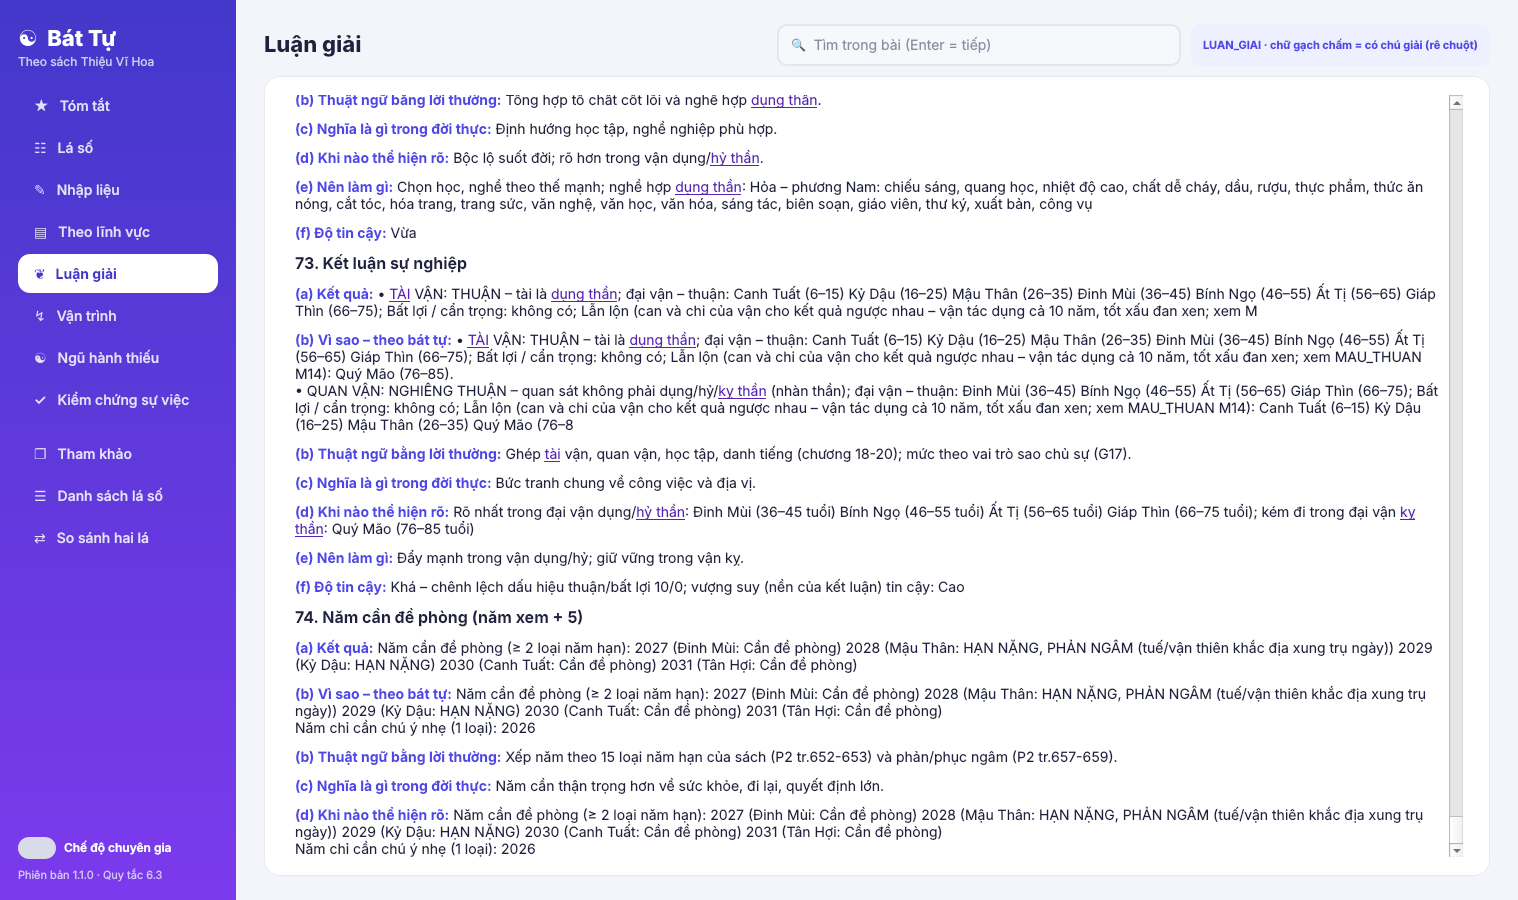 ☯ Bát Tự
Theo sách Thiệu Vĩ Hoa
★ Tóm tắt
☷ Lá số
✎ Nhập liệu
▤ Theo lĩnh vực
❦ Luận giải
↯ Vận trình
☯ Ngũ hành thiếu
✓ Kiểm chứng sự việc
❐ Tham khảo
☰ Danh sách lá số
⇄ So sánh hai lá
Chế độ chuyên gia
Phiên bản 1.1.0 · Quy tắc 6.3
Luận giải
🔍 Tìm trong bài (Enter = tiếp)
LUAN_GIAI · chữ gạch chấm = có chú giải (rê chuột)
(b) Thuật ngữ bằng lời thường: Tổng hợp tố chất cốt lõi và nghề hợp dụng thần.
(c) Nghĩa là gì trong đời thực: Định hướng học tập, nghề nghiệp phù hợp.
(d) Khi nào thể hiện rõ: Bộc lộ suốt đời; rõ hơn trong vận dụng/hỷ thần.
(e) Nên làm gì: Chọn học, nghề theo thế mạnh; nghề hợp dụng thần: Hỏa – phương Nam: chiếu sáng, quang học, nhiệt độ cao, chất dễ cháy, dầu, rượu, thực phẩm, thức ăn
nóng, cắt tóc, hóa trang, trang sức, văn nghệ, văn học, văn hóa, sáng tác, biên soạn, giáo viên, thư ký, xuất bản, công vụ
(f) Độ tin cậy: Vừa
73. Kết luận sự nghiệp
(a) Kết quả: • TÀI VẬN: THUẬN – tài là dụng thần; đại vận – thuận: Canh Tuất (6–15) Kỷ Dậu (16–25) Mậu Thân (26–35) Đinh Mùi (36–45) Bính Ngọ (46–55) Ất Tị (56–65) Giáp
Thìn (66–75); Bất lợi / cẩn trọng: không có; Lẫn lộn (can và chi của vận cho kết quả ngược nhau – vận tác dụng cả 10 năm, tốt xấu đan xen; xem M
(b) Vì sao – theo bát tự: • TÀI VẬN: THUẬN – tài là dụng thần; đại vận – thuận: Canh Tuất (6–15) Kỷ Dậu (16–25) Mậu Thân (26–35) Đinh Mùi (36–45) Bính Ngọ (46–55) Ất Tị
(56–65) Giáp Thìn (66–75); Bất lợi / cẩn trọng: không có; Lẫn lộn (can và chi của vận cho kết quả ngược nhau – vận tác dụng cả 10 năm, tốt xấu đan xen; xem MAU_THUAN
M14): Quý Mão (76–85).
• QUAN VẬN: NGHIÊNG THUẬN – quan sát không phải dụng/hỷ/kỵ thần (nhàn thần); đại vận – thuận: Đinh Mùi (36–45) Bính Ngọ (46–55) Ất Tị (56–65) Giáp Thìn (66–75); Bất
lợi / cẩn trọng: không có; Lẫn lộn (can và chi của vận cho kết quả ngược nhau – vận tác dụng cả 10 năm, tốt xấu đan xen; xem MAU_THUAN M14): Canh Tuất (6–15) Kỷ Dậu
(16–25) Mậu Thân (26–35) Quý Mão (76–8
(b) Thuật ngữ bằng lời thường: Ghép tài vận, quan vận, học tập, danh tiếng (chương 18-20); mức theo vai trò sao chủ sự (G17).
(c) Nghĩa là gì trong đời thực: Bức tranh chung về công việc và địa vị.
(d) Khi nào thể hiện rõ: Rõ nhất trong đại vận dụng/hỷ thần: Đinh Mùi (36–45 tuổi) Bính Ngọ (46–55 tuổi) Ất Tị (56–65 tuổi) Giáp Thìn (66–75 tuổi); kém đi trong đại vận kỵ
thần: Quý Mão (76–85 tuổi)
(e) Nên làm gì: Đẩy mạnh trong vận dụng/hỷ; giữ vững trong vận kỵ.
(f) Độ tin cậy: Khá – chênh lệch dấu hiệu thuận/bất lợi 10/0; vượng suy (nền của kết luận) tin cậy: Cao
74. Năm cần đề phòng (năm xem + 5)
(a) Kết quả: Năm cần đề phòng (≥ 2 loại năm hạn): 2027 (Đinh Mùi: Cần đề phòng) 2028 (Mậu Thân: HẠN NẶNG, PHẢN NGÂM (tuế/vận thiên khắc địa xung trụ ngày)) 2029
(Kỷ Dậu: HẠN NẶNG) 2030 (Canh Tuất: Cần đề phòng) 2031 (Tân Hợi: Cần đề phòng)
(b) Vì sao – theo bát tự: Năm cần đề phòng (≥ 2 loại năm hạn): 2027 (Đinh Mùi: Cần đề phòng) 2028 (Mậu Thân: HẠN NẶNG, PHẢN NGÂM (tuế/vận thiên khắc địa xung trụ
ngày)) 2029 (Kỷ Dậu: HẠN NẶNG) 2030 (Canh Tuất: Cần đề phòng) 2031 (Tân Hợi: Cần đề phòng)
Năm chỉ cần chú ý nhẹ (1 loại): 2026
(b) Thuật ngữ bằng lời thường: Xếp năm theo 15 loại năm hạn của sách (P2 tr.652-653) và phản/phục ngâm (P2 tr.657-659).
(c) Nghĩa là gì trong đời thực: Năm cần thận trọng hơn về sức khỏe, đi lại, quyết định lớn.
(d) Khi nào thể hiện rõ: Năm cần đề phòng (≥ 2 loại năm hạn): 2027 (Đinh Mùi: Cần đề phòng) 2028 (Mậu Thân: HẠN NẶNG, PHẢN NGÂM (tuế/vận thiên khắc địa xung trụ
ngày)) 2029 (Kỷ Dậu: HẠN NẶNG) 2030 (Canh Tuất: Cần đề phòng) 2031 (Tân Hợi: Cần đề phòng)
Năm chỉ cần chú ý nhẹ (1 loại): 2026